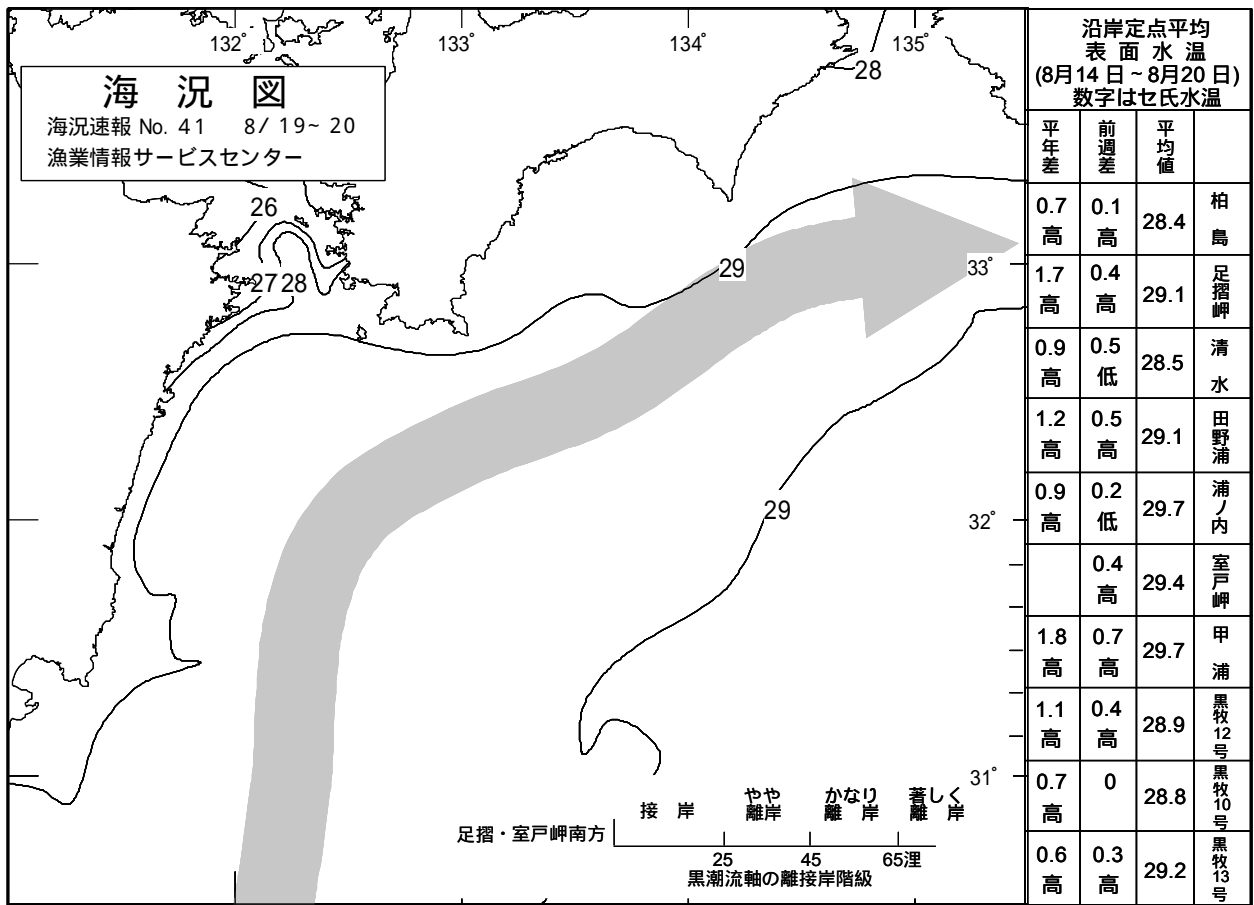 132°
133°
134°
135°
海 況 図
海況速報 No. 41 8/ 19~ 20
漁業情報サービスセンター
28
26
27
28
29
33°
29
32°
31°
接 岸
やや
離岸
かなり
離 岸
著しく
離 岸
足摺・室戸岬南方
25 45 65浬
黒潮流軸の離接岸階級
沿岸定点平均
表 面 水 温
(8月14日~8月20日)
数字はセ氏水温
平年差 前週差 平均値
0.7高 0.1高 28.4 柏島
1.7高 0.4高 29.1 足摺岬
0.9高 0.5低 28.5 清水
1.2高 0.5高 29.1 田野浦
0.9高 0.2低 29.7 浦ノ内
0.4高 29.4 室戸岬
1.8高 0.7高 29.7 甲浦
1.1高 0.4高 28.9 黒牧12号
0.7高 0 28.8 黒牧10号
0.6高 0.3高 29.2 黒牧13号